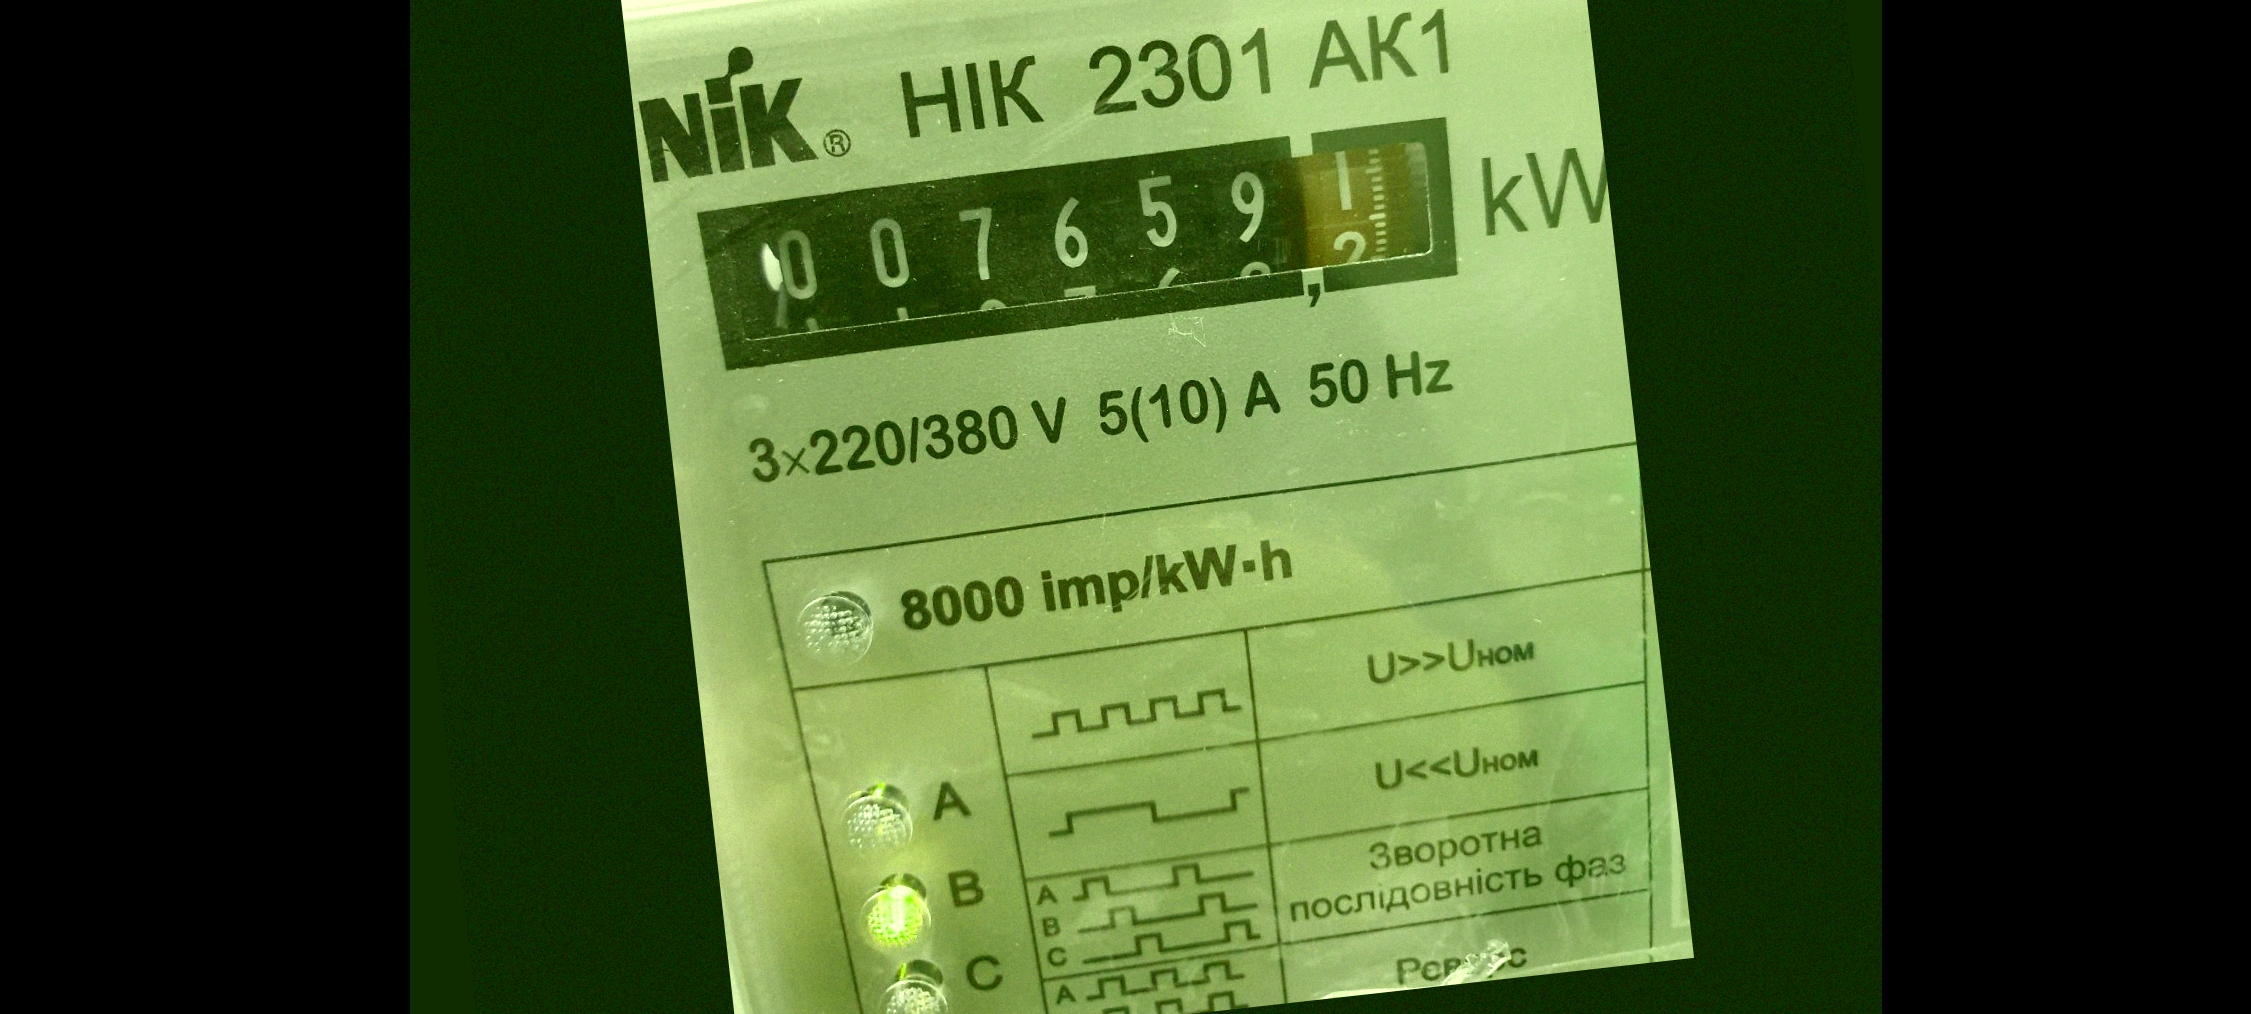 NiK® НІК 2301 АК1
007659,1 kW
3×220/380 V 5(10) A 50 Hz
8000 imp/kW·h
U>>Uном
A
U<<Uном
B
A
B
C
Зворотна
послідовність фаз
C
A
Реверс